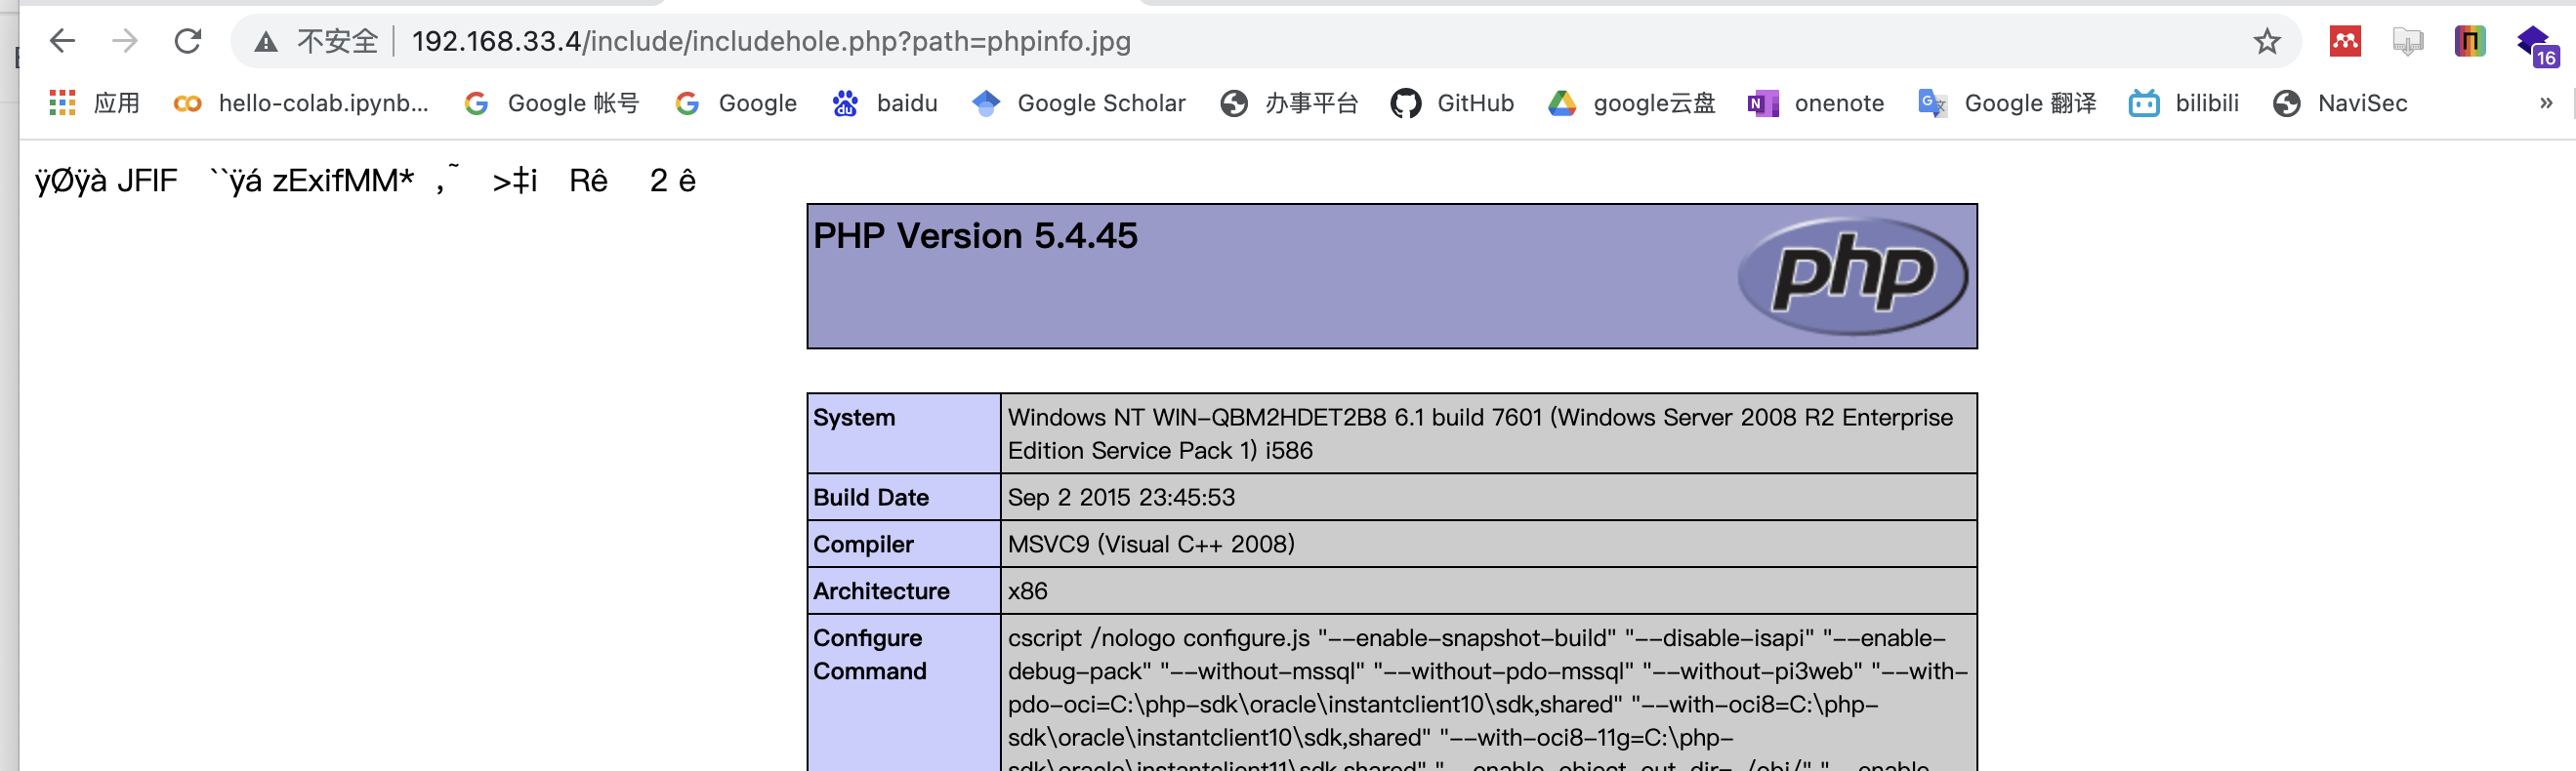 不安全 192.168.33.4/include/includehole.php?path=phpinfo.jpg
16
应用 hello-colab.ipynb... Google 帐号 Google baidu Google Scholar 办事平台 GitHub google云盘 onenote Google 翻译 bilibili NaviSec »
ÿØÿà JFIF ``ÿá zExifMM* ,˜ >‡i Rê 2 ê
PHP Version 5.4.45
php
System Windows NT WIN-QBM2HDET2B8 6.1 build 7601 (Windows Server 2008 R2 Enterprise
Edition Service Pack 1) i586
Build Date Sep 2 2015 23:45:53
Compiler MSVC9 (Visual C++ 2008)
Architecture x86
Configure cscript /nologo configure.js "--enable-snapshot-build" "--disable-isapi" "--enable-
Command debug-pack" "--without-mssql" "--without-pdo-mssql" "--without-pi3web" "--with-
pdo-oci=C:\php-sdk\oracle\instantclient10\sdk,shared" "--with-oci8=C:\php-
sdk\oracle\instantclient10\sdk,shared" "--with-oci8-11g=C:\php-
sdk\oracle\instantclient11\sdk,shared" "--enable-object-out-dir=../obj/" "--enable-